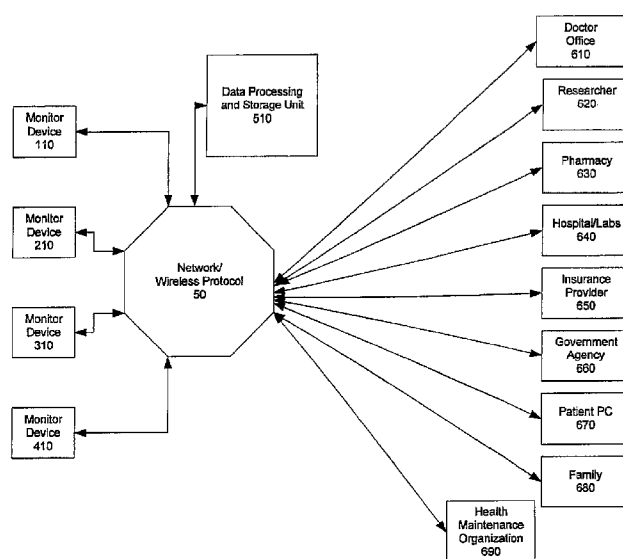 Doctor
Office
610
Data Processing
and Storage Unit
510
Researcher
620
Monitor
Device
110
Pharmacy
630
Monitor
Device
210
Hospital/Labs
640
Network/
Wireless Protocol
50
Insurance
Provider
650
Monitor
Device
310
Government
Agency
660
Monitor
Device
410
Patient PC
670
Family
680
Health
Maintenance
Organization
690